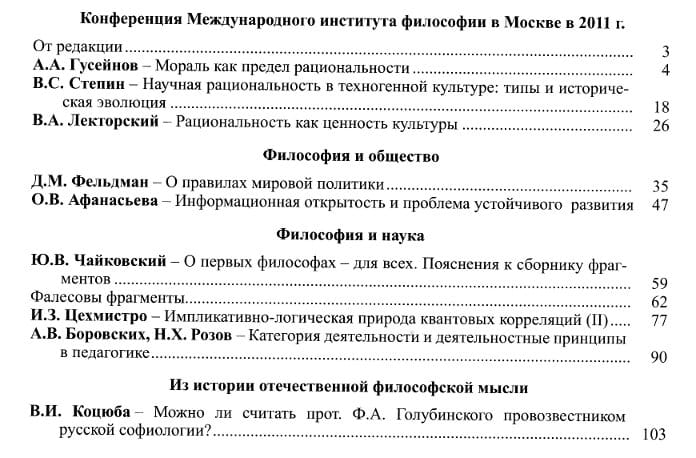 Конференция Международного института философии в Москве в 2011 г.
От редакции........................................................................................................ 3
А.А. Гусейнов – Мораль как предел рациональности............................................ 4
В.С. Степин – Научная рациональность в техногенной культуре: типы и историче-
ская эволюция ................................................................................................ 18
В.А. Лекторский – Рациональность как ценность культуры ................................. 26
Философия и общество
Д.М. Фельдман – О правилах мировой политики................................................. 35
О.В. Афанасьева – Информационная открытость и проблема устойчивого развития 47
Философия и наука
Ю.В. Чайковский – О первых философах – для всех. Пояснения к сборнику фраг-
ментов ............................................................................................................ 59
Фалесовы фрагменты........................................................................................... 62
И.З. Цехмистро – Импликативно-логическая природа квантовых корреляций (II)..... 77
А.В. Боровских, Н.Х. Розов – Категория деятельности и деятельностные принципы
в педагогике.................................................................................................... 90
Из истории отечественной философской мысли
В.И. Коцюба – Можно ли считать прот. Ф.А. Голубинского провозвестником
русской софиологии?...................................................................................... 103